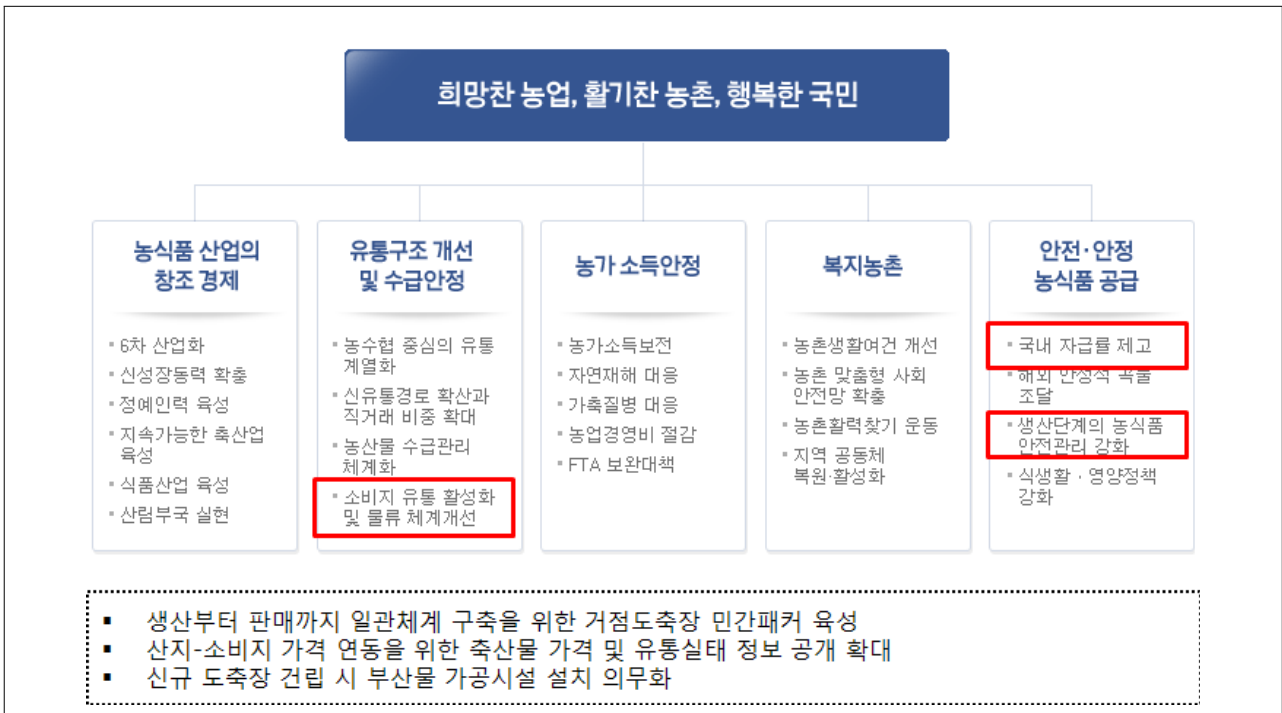 희망찬 농업, 활기찬 농촌, 행복한 국민
농식품 산업의
창조 경제
▪ 6차 산업화
▪ 신성장동력 확충
▪ 정예인력 육성
▪ 지속가능한 축산업
육성
▪ 식품산업 육성
▪ 산림부국 실현
유통구조 개선
및 수급안정
▪ 농수협 중심의 유통
계열화
▪ 신유통경로 확산과
직거래 비중 확대
▪ 농산물 수급관리
체계화
▪ 소비지 유통 활성화
및 물류 체계개선
농가 소득안정
▪ 농가소득보전
▪ 자연재해 대응
▪ 가축질병 대응
▪ 농업경영비 절감
▪ FTA 보완대책
복지농촌
▪ 농촌생활여건 개선
▪ 농촌 맞춤형 사회
안전망 확충
▪ 농촌활력찾기 운동
▪ 지역 공동체
복원·활성화
안전·안정
농식품 공급
▪ 국내 자급률 제고
▪ 해외 안정적 곡물
조달
▪ 생산단계의 농식품
안전관리 강화
▪ 식생활 · 영양정책
강화
▪ 생산부터 판매까지 일관체계 구축을 위한 거점도축장 민간패커 육성
▪ 산지-소비지 가격 연동을 위한 축산물 가격 및 유통실태 정보 공개 확대
▪ 신규 도축장 건립 시 부산물 가공시설 설치 의무화